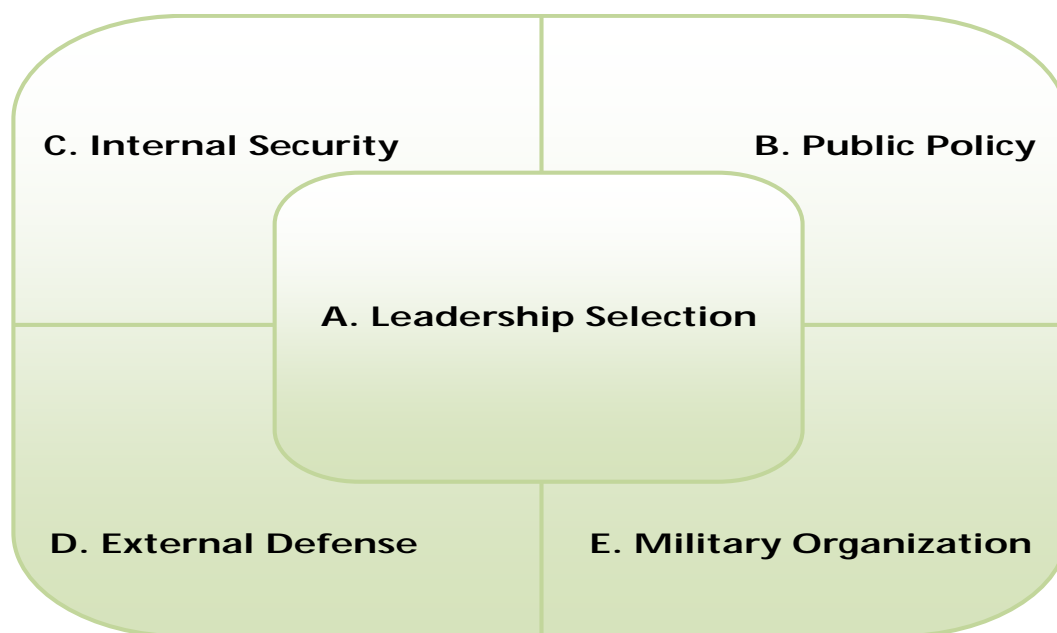 C. Internal Security
B. Public Policy
A. Leadership Selection
D. External Defense
E. Military Organization